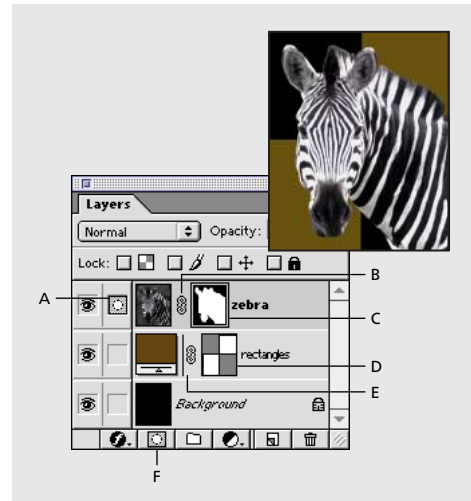 Layers
Normal
Opacity:
Lock:
A
B
zebra
C
rectangles
D
E
Background
F